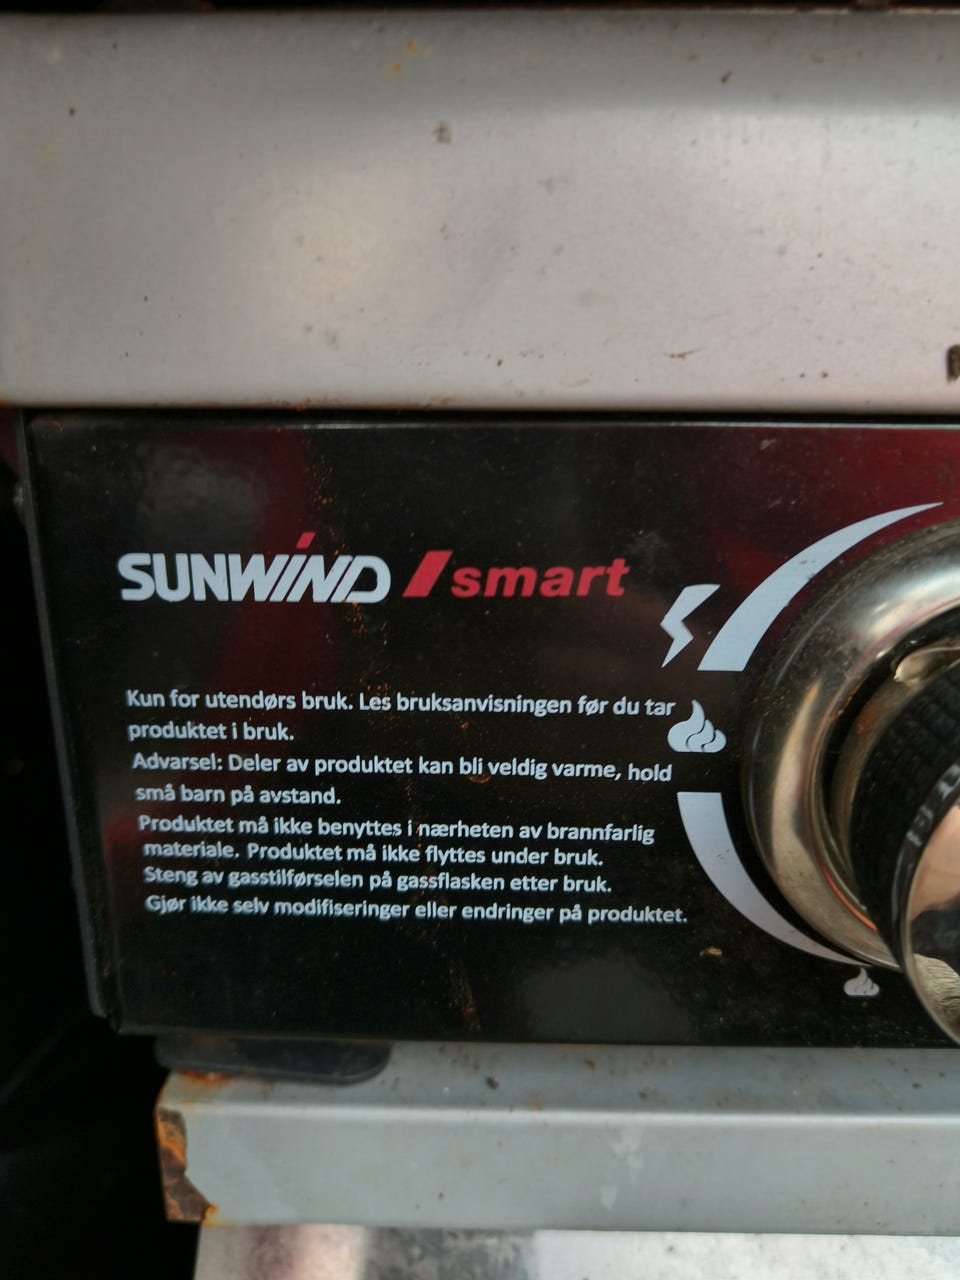 SUNWIND smart
Kun for utendørs bruk. Les bruksanvisningen før du tar
produktet i bruk.
Advarsel: Deler av produktet kan bli veldig varme, hold
små barn på avstand.
Produktet må ikke benyttes i nærheten av brannfarlig
materiale. Produktet må ikke flyttes under bruk.
Steng av gasstilførselen på gassflasken etter bruk.
Gjør ikke selv modifiseringer eller endringer på produktet.